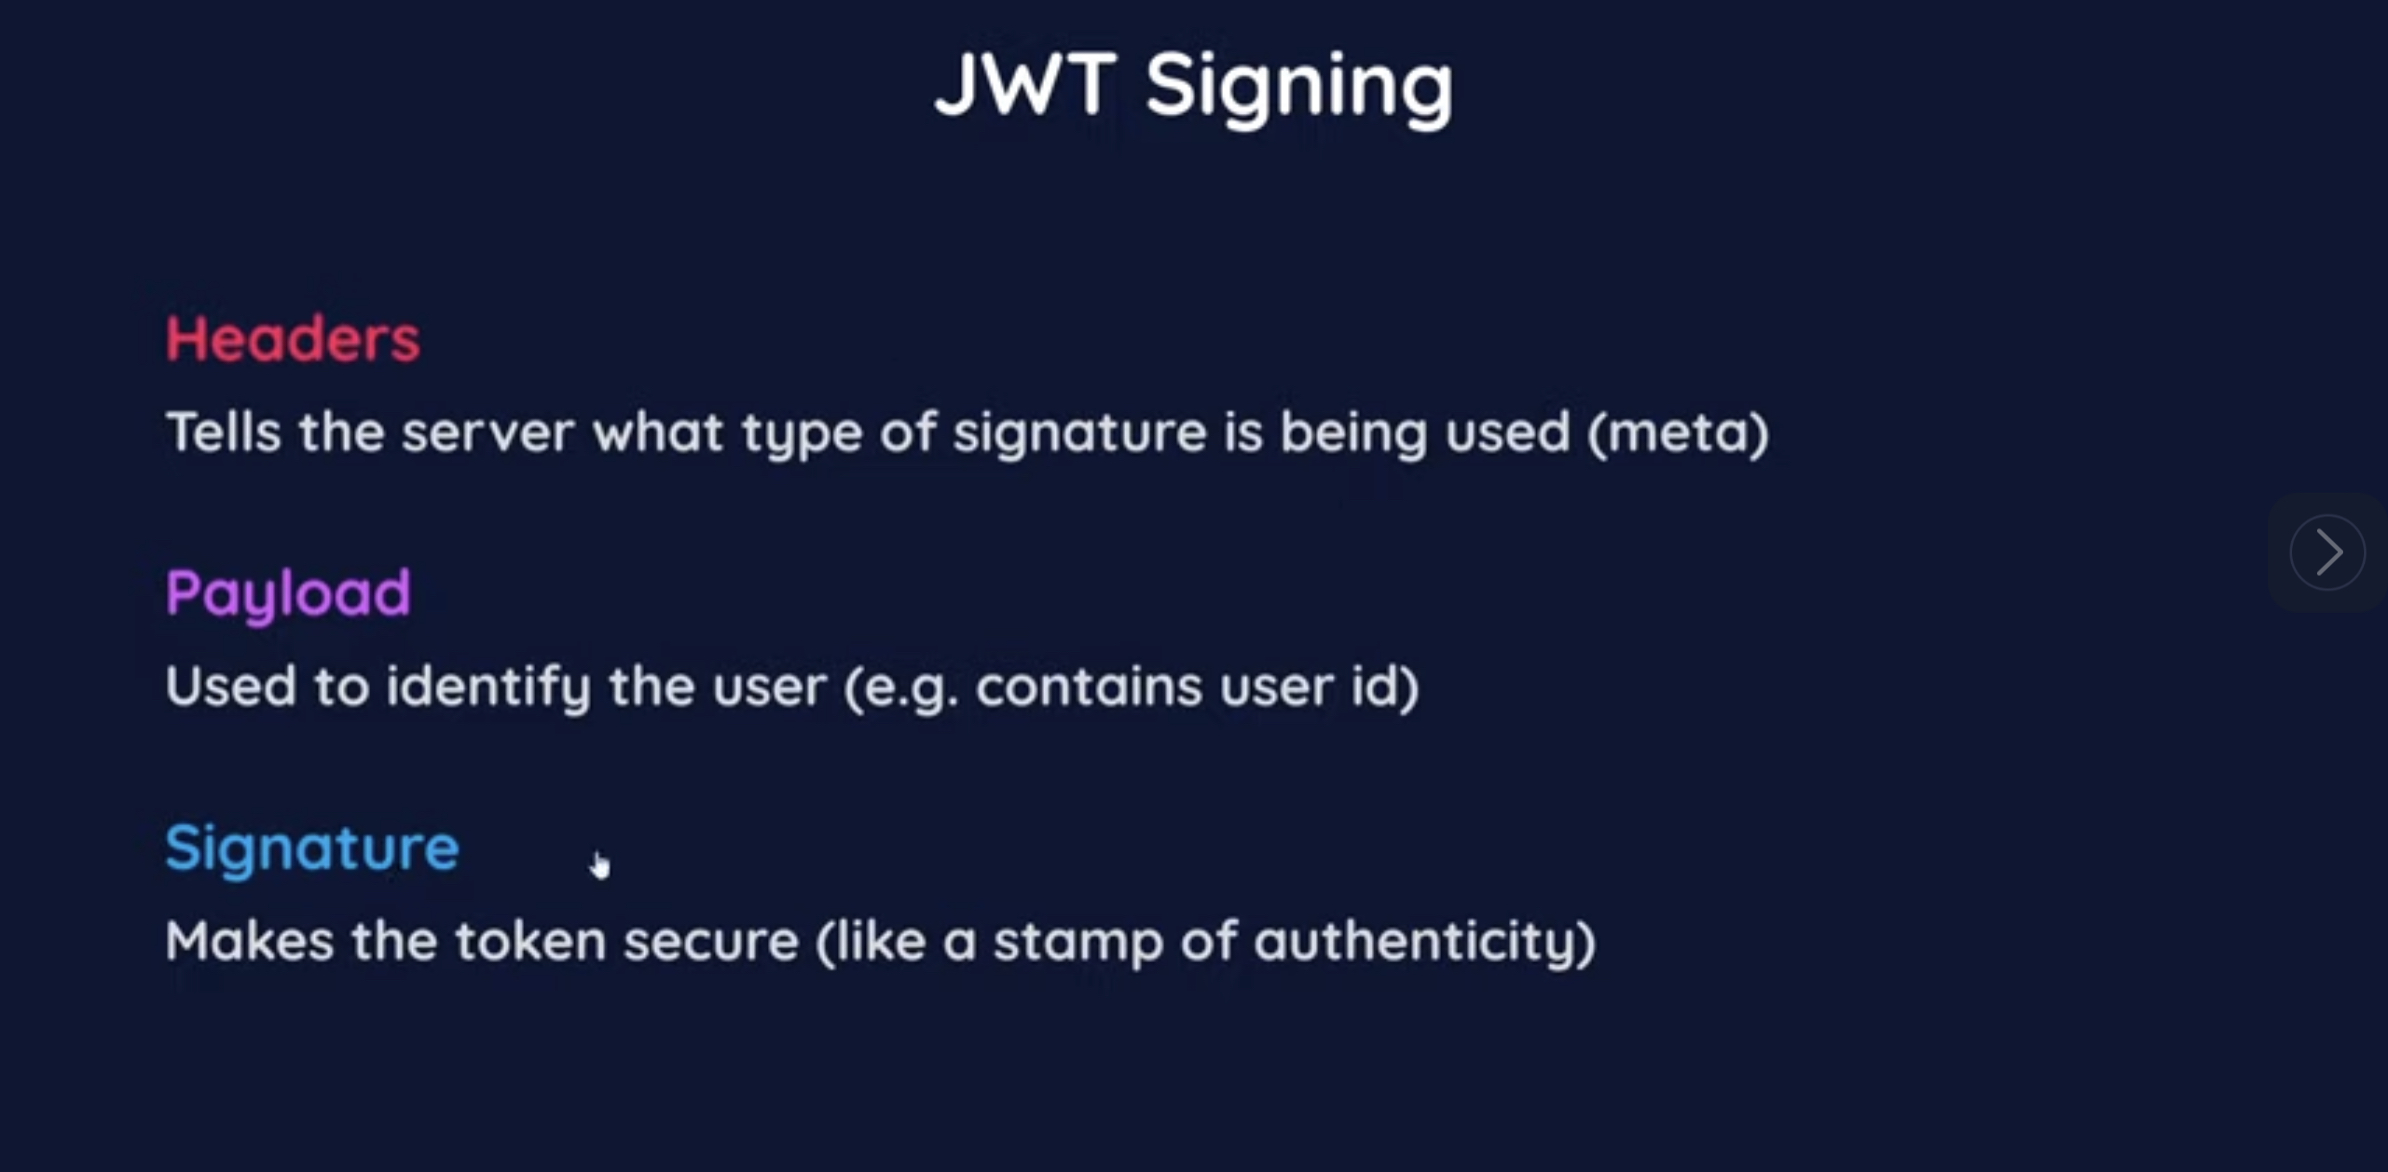 JWT Signing
Headers
Tells the server what type of signature is being used (meta)
Payload
Used to identify the user (e.g. contains user id)
Signature
Makes the token secure (like a stamp of authenticity)